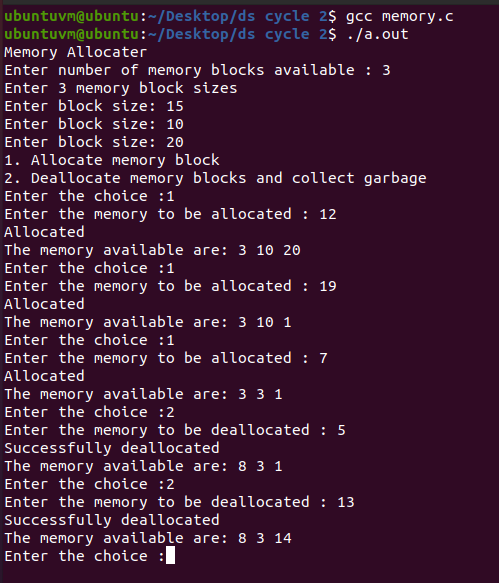 ubuntuvm@ubuntu:~/Desktop/ds cycle 2$ gcc memory.c
ubuntuvm@ubuntu:~/Desktop/ds cycle 2$ ./a.out
Memory Allocater
Enter number of memory blocks available : 3
Enter 3 memory block sizes
Enter block size: 15
Enter block size: 10
Enter block size: 20
1. Allocate memory block
2. Deallocate memory blocks and collect garbage
Enter the choice :1
Enter the memory to be allocated : 12
Allocated
The memory available are: 3 10 20
Enter the choice :1
Enter the memory to be allocated : 19
Allocated
The memory available are: 3 10 1
Enter the choice :1
Enter the memory to be allocated : 7
Allocated
The memory available are: 3 3 1
Enter the choice :2
Enter the memory to be deallocated : 5
Successfully deallocated
The memory available are: 8 3 1
Enter the choice :2
Enter the memory to be deallocated : 13
Successfully deallocated
The memory available are: 8 3 14
Enter the choice :